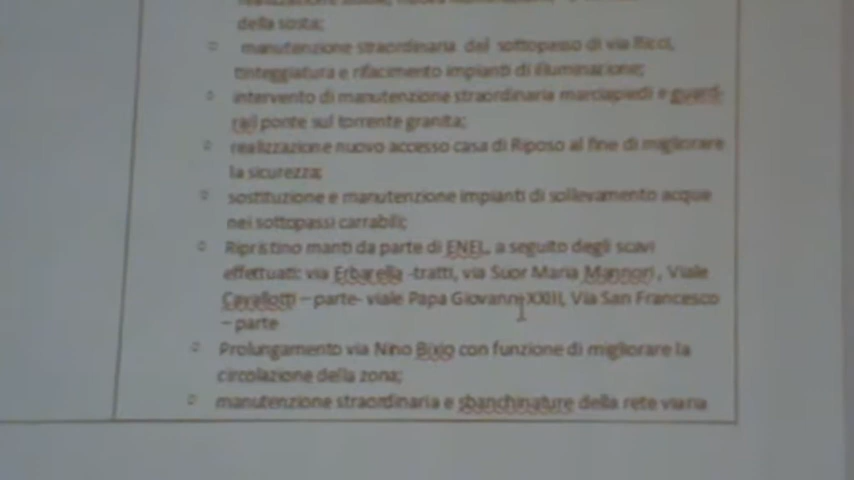 della sosta;
manutenzione straordinaria del sottopasso di via Ricci,
tinteggiatura e rifacimento impianti di illuminazione;
intervento di manutenzione straordinaria marciapiedi e guard-
rail ponte sul torrente granita;
realizzazione nuovo accesso casa di Riposo al fine di migliorare
la sicurezza;
sostituzione e manutenzione impianti di sollevamento acque
nei sottopassi carrabili;
Ripristino manti da parte di ENEL, a seguito degli scavi
effettuati: via Erbarella -tratti, via Suor Maria Mannori , Viale
Cavallotti – parte- viale Papa Giovanni XXIII, Via San Francesco
– parte
Prolungamento via Nino Bixio con funzione di migliorare la
circolazione della zona;
manutenzione straordinaria e sbanchinature della rete viaria